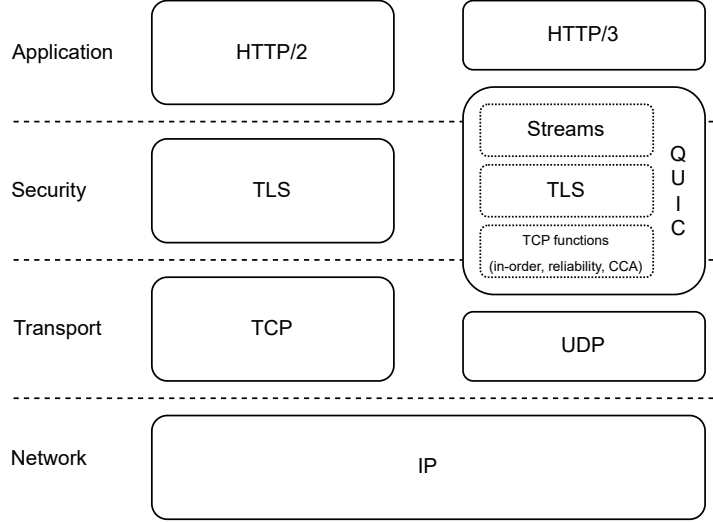 Application
HTTP/2
HTTP/3
Streams
QUIC
Security
TLS
TLS
TCP functions
(in-order, reliability, CCA)
Transport
TCP
UDP
Network
IP